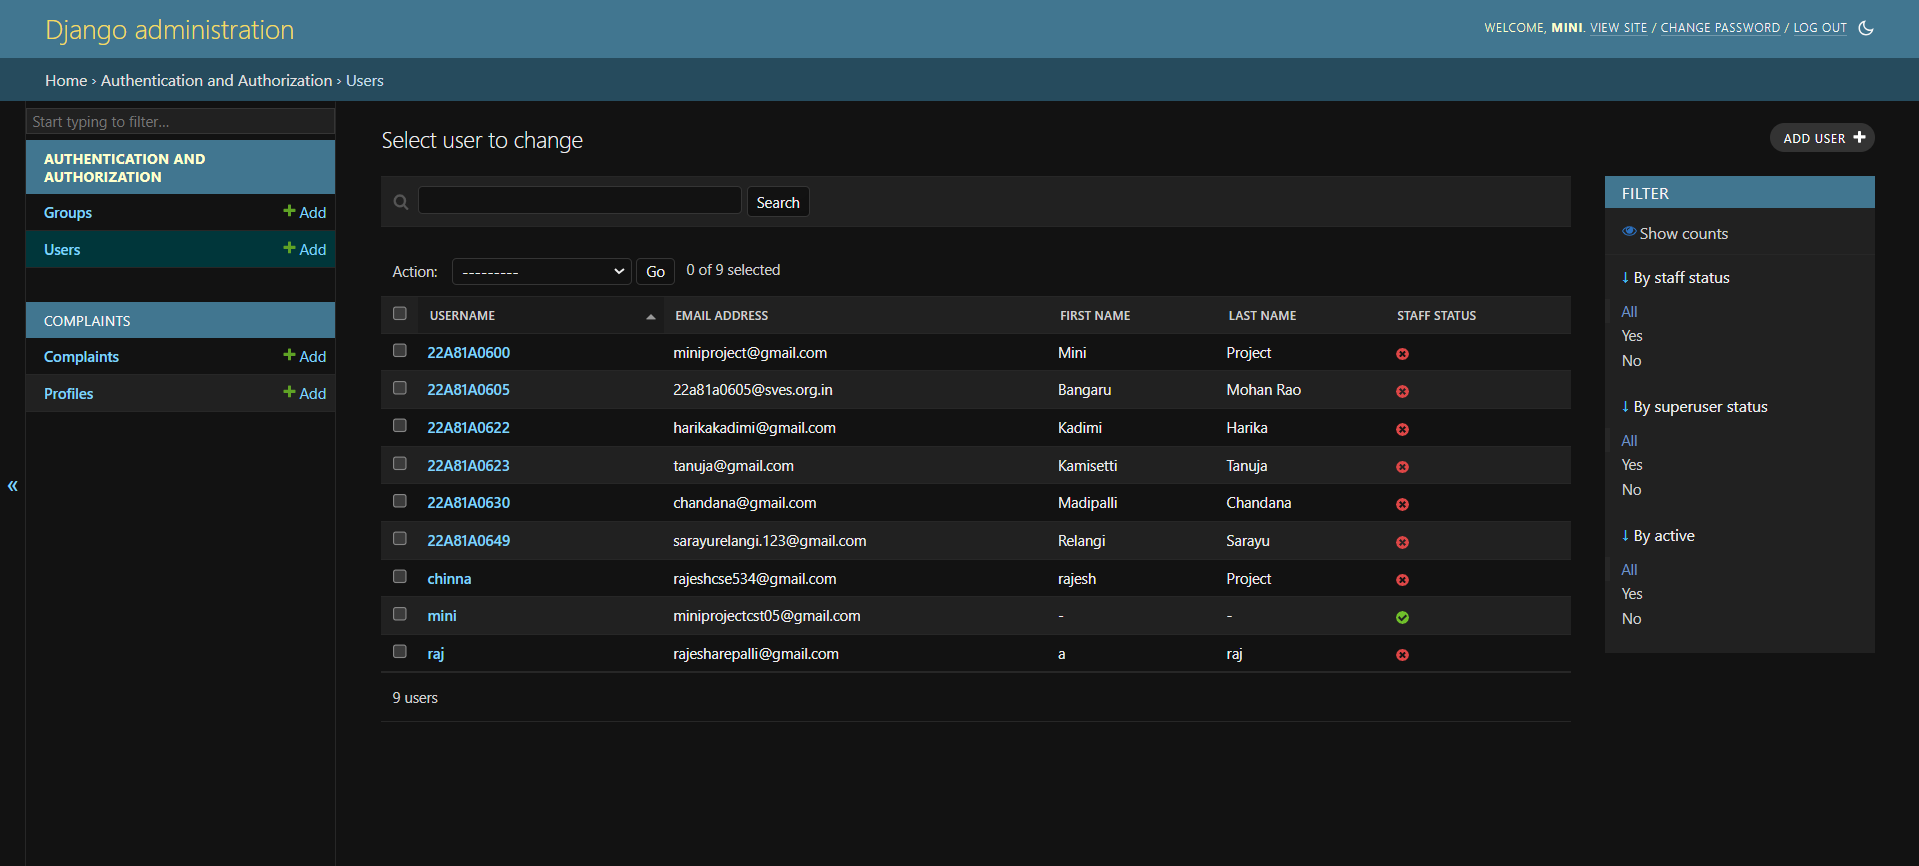 Django administration
WELCOME, MINI. VIEW SITE / CHANGE PASSWORD / LOG OUT
Home › Authentication and Authorization › Users
Start typing to filter...
AUTHENTICATION AND
AUTHORIZATION
Groups + Add
Users + Add
COMPLAINTS
Complaints + Add
Profiles + Add
«
Select user to change
ADD USER +
Search
Action: --------- Go 0 of 9 selected
USERNAME EMAIL ADDRESS FIRST NAME LAST NAME STAFF STATUS
22A81A0600 miniproject@gmail.com Mini Project
22A81A0605 22a81a0605@sves.org.in Bangaru Mohan Rao
22A81A0622 harikakadimi@gmail.com Kadimi Harika
22A81A0623 tanuja@gmail.com Kamisetti Tanuja
22A81A0630 chandana@gmail.com Madipalli Chandana
22A81A0649 sarayurelangi.123@gmail.com Relangi Sarayu
chinna rajeshcse534@gmail.com rajesh Project
mini miniprojectcst05@gmail.com - -
raj rajesharepalli@gmail.com a raj
9 users
FILTER
Show counts
↓ By staff status
All
Yes
No
↓ By superuser status
All
Yes
No
↓ By active
All
Yes
No